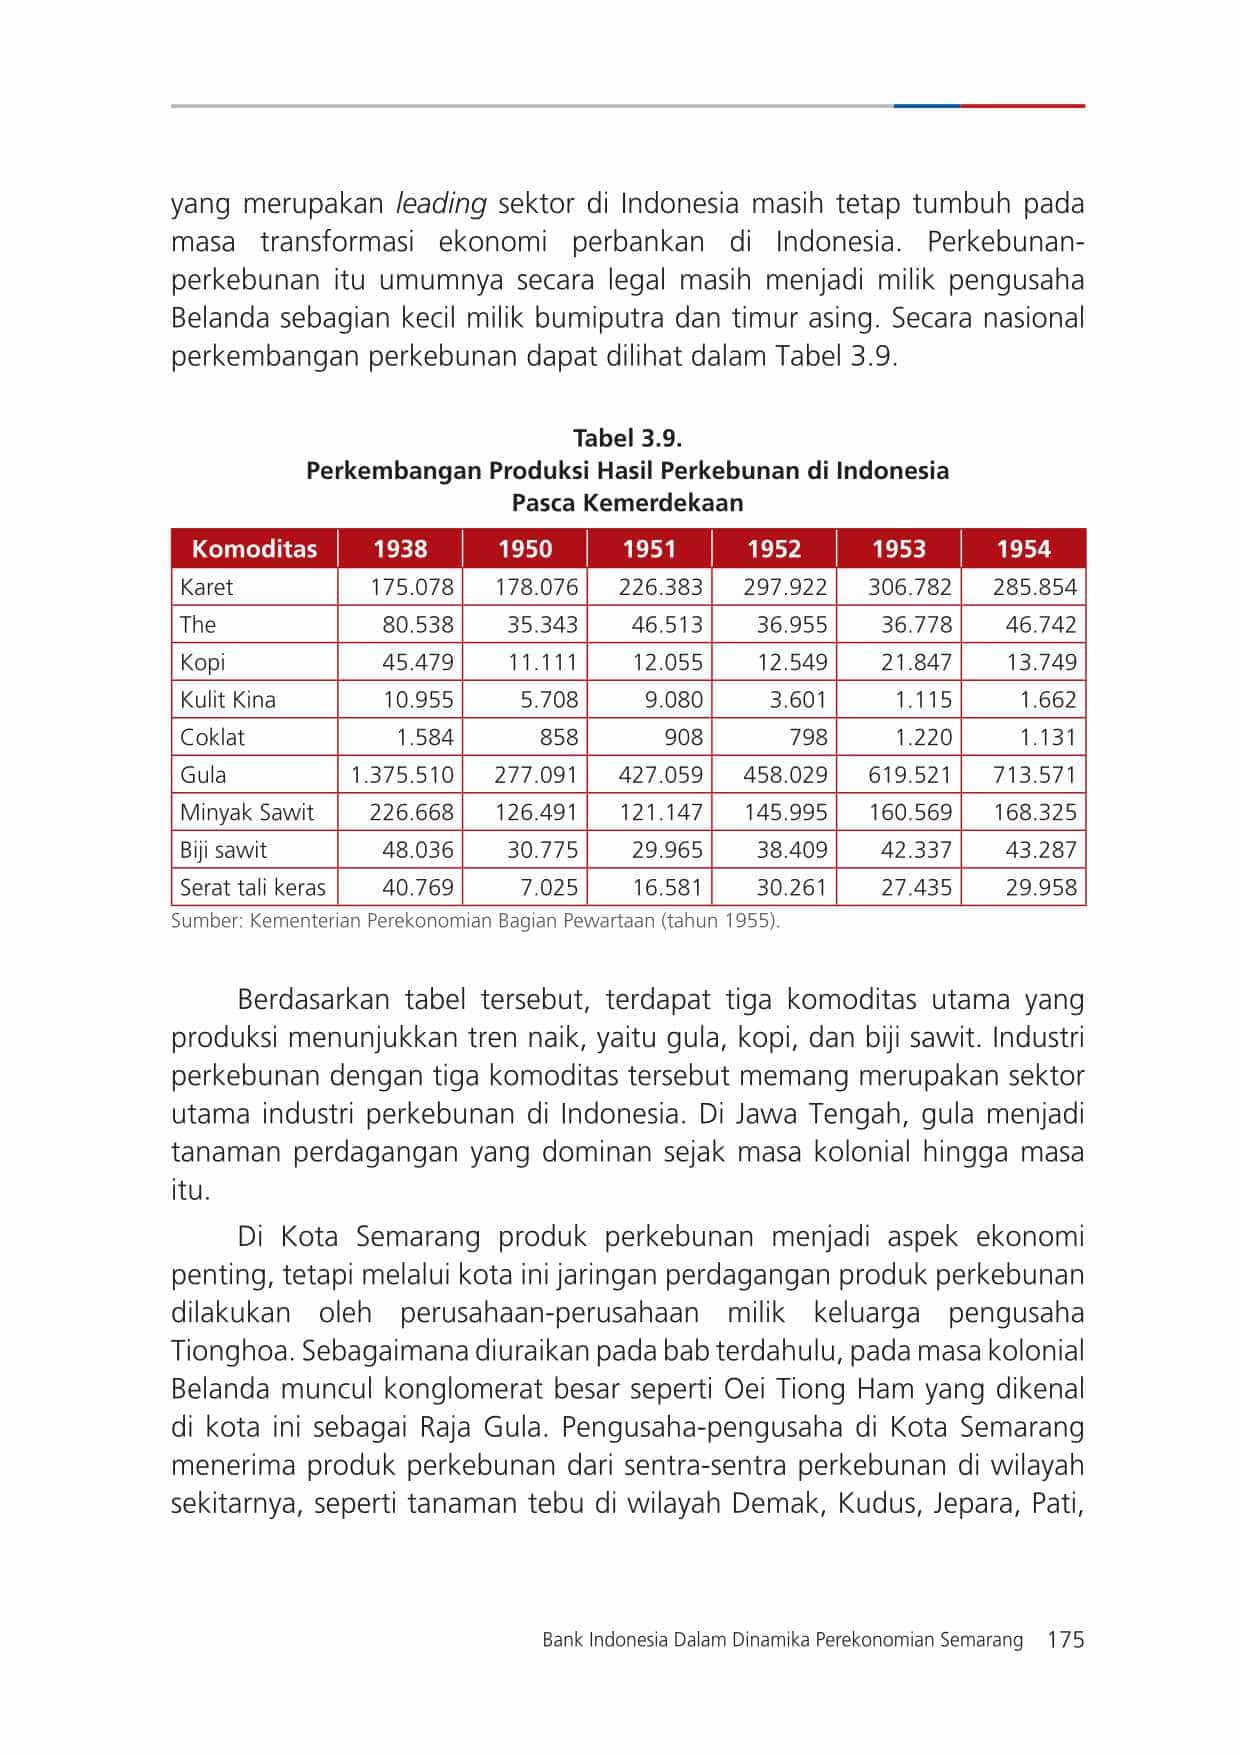 yang merupakan leading sektor di Indonesia masih tetap tumbuh pada
masa transformasi ekonomi perbankan di Indonesia. Perkebunan-
perkebunan itu umumnya secara legal masih menjadi milik pengusaha
Belanda sebagian kecil milik bumiputra dan timur asing. Secara nasional
perkembangan perkebunan dapat dilihat dalam Tabel 3.9.
Tabel 3.9.
Perkembangan Produksi Hasil Perkebunan di Indonesia
Pasca Kemerdekaan
Komoditas 1938 1950 1951 1952 1953 1954
Karet 175.078 178.076 226.383 297.922 306.782 285.854
The 80.538 35.343 46.513 36.955 36.778 46.742
Kopi 45.479 11.111 12.055 12.549 21.847 13.749
Kulit Kina 10.955 5.708 9.080 3.601 1.115 1.662
Coklat 1.584 858 908 798 1.220 1.131
Gula 1.375.510 277.091 427.059 458.029 619.521 713.571
Minyak Sawit 226.668 126.491 121.147 145.995 160.569 168.325
Biji sawit 48.036 30.775 29.965 38.409 42.337 43.287
Serat tali keras 40.769 7.025 16.581 30.261 27.435 29.958
Sumber: Kementerian Perekonomian Bagian Pewartaan (tahun 1955).
Berdasarkan tabel tersebut, terdapat tiga komoditas utama yang
produksi menunjukkan tren naik, yaitu gula, kopi, dan biji sawit. Industri
perkebunan dengan tiga komoditas tersebut memang merupakan sektor
utama industri perkebunan di Indonesia. Di Jawa Tengah, gula menjadi
tanaman perdagangan yang dominan sejak masa kolonial hingga masa
itu.
Di Kota Semarang produk perkebunan menjadi aspek ekonomi
penting, tetapi melalui kota ini jaringan perdagangan produk perkebunan
dilakukan oleh perusahaan-perusahaan milik keluarga pengusaha
Tionghoa. Sebagaimana diuraikan pada bab terdahulu, pada masa kolonial
Belanda muncul konglomerat besar seperti Oei Tiong Ham yang dikenal
di kota ini sebagai Raja Gula. Pengusaha-pengusaha di Kota Semarang
menerima produk perkebunan dari sentra-sentra perkebunan di wilayah
sekitarnya, seperti tanaman tebu di wilayah Demak, Kudus, Jepara, Pati,
Bank Indonesia Dalam Dinamika Perekonomian Semarang 175